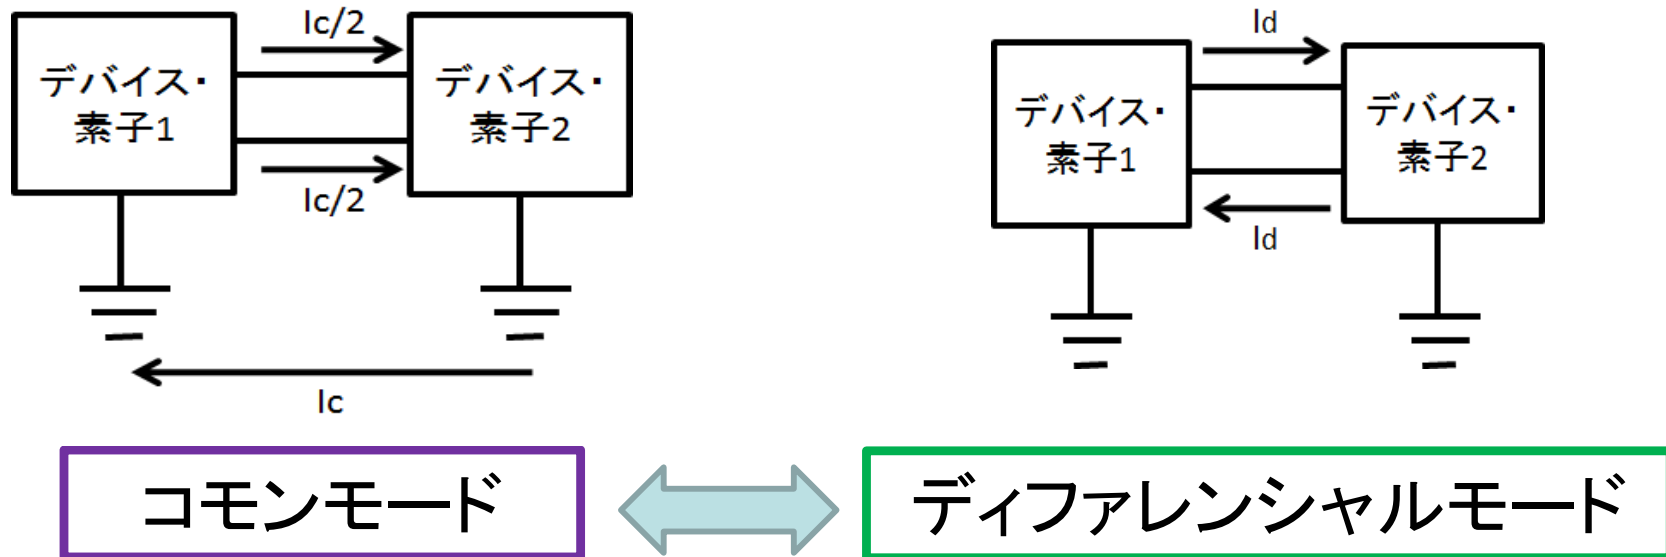 Ic/2
デバイス・
素子1
デバイス・
素子2
Ic/2
Ic
コモンモード
Id
デバイス・
素子1
デバイス・
素子2
Id
ディファレンシャルモード